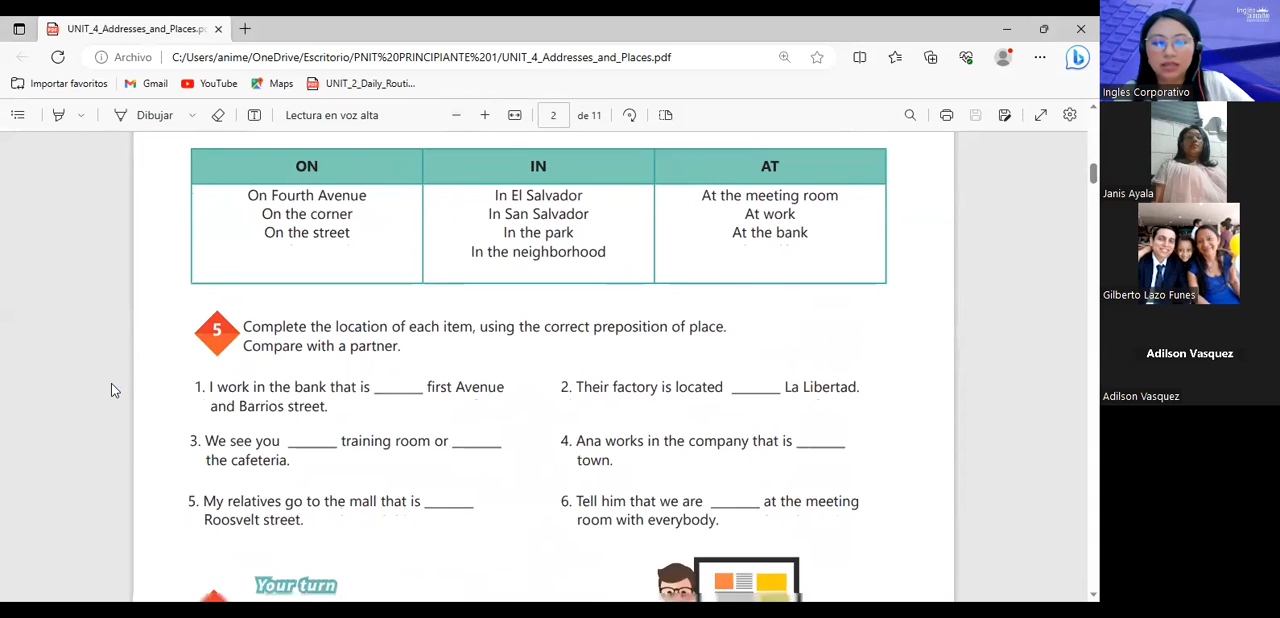 UNIT_4_Addresses_and_Places.p
Archivo
C:/Users/anime/OneDrive/Escritorio/PNIT%20PRINCIPIANTE%201/UNIT_4_Addresses_and_Places.pdf
Importar favoritos
Gmail
YouTube
Maps
UNIT_2_Daily_Routi...
Dibujar
Lectura en voz alta
2
de 11
ON
IN
AT
On Fourth Avenue
On the corner
On the street
In El Salvador
In San Salvador
In the park
In the neighborhood
At the meeting room
At work
At the bank
5
Complete the location of each item, using the correct preposition of place.
Compare with a partner.
1. I work in the bank that is ______ first Avenue
and Barrios street.
2. Their factory is located ______ La Libertad.
3. We see you ______ training room or ______
the cafeteria.
4. Ana works in the company that is ______
town.
5. My relatives go to the mall that is ______
Roosvelt street.
6. Tell him that we are ______ at the meeting
room with everybody.
Your turn
Ingles Corporativo
Janis Ayala
Gilberto Lazo Funes
Adilson Vasquez
Adilson Vasquez